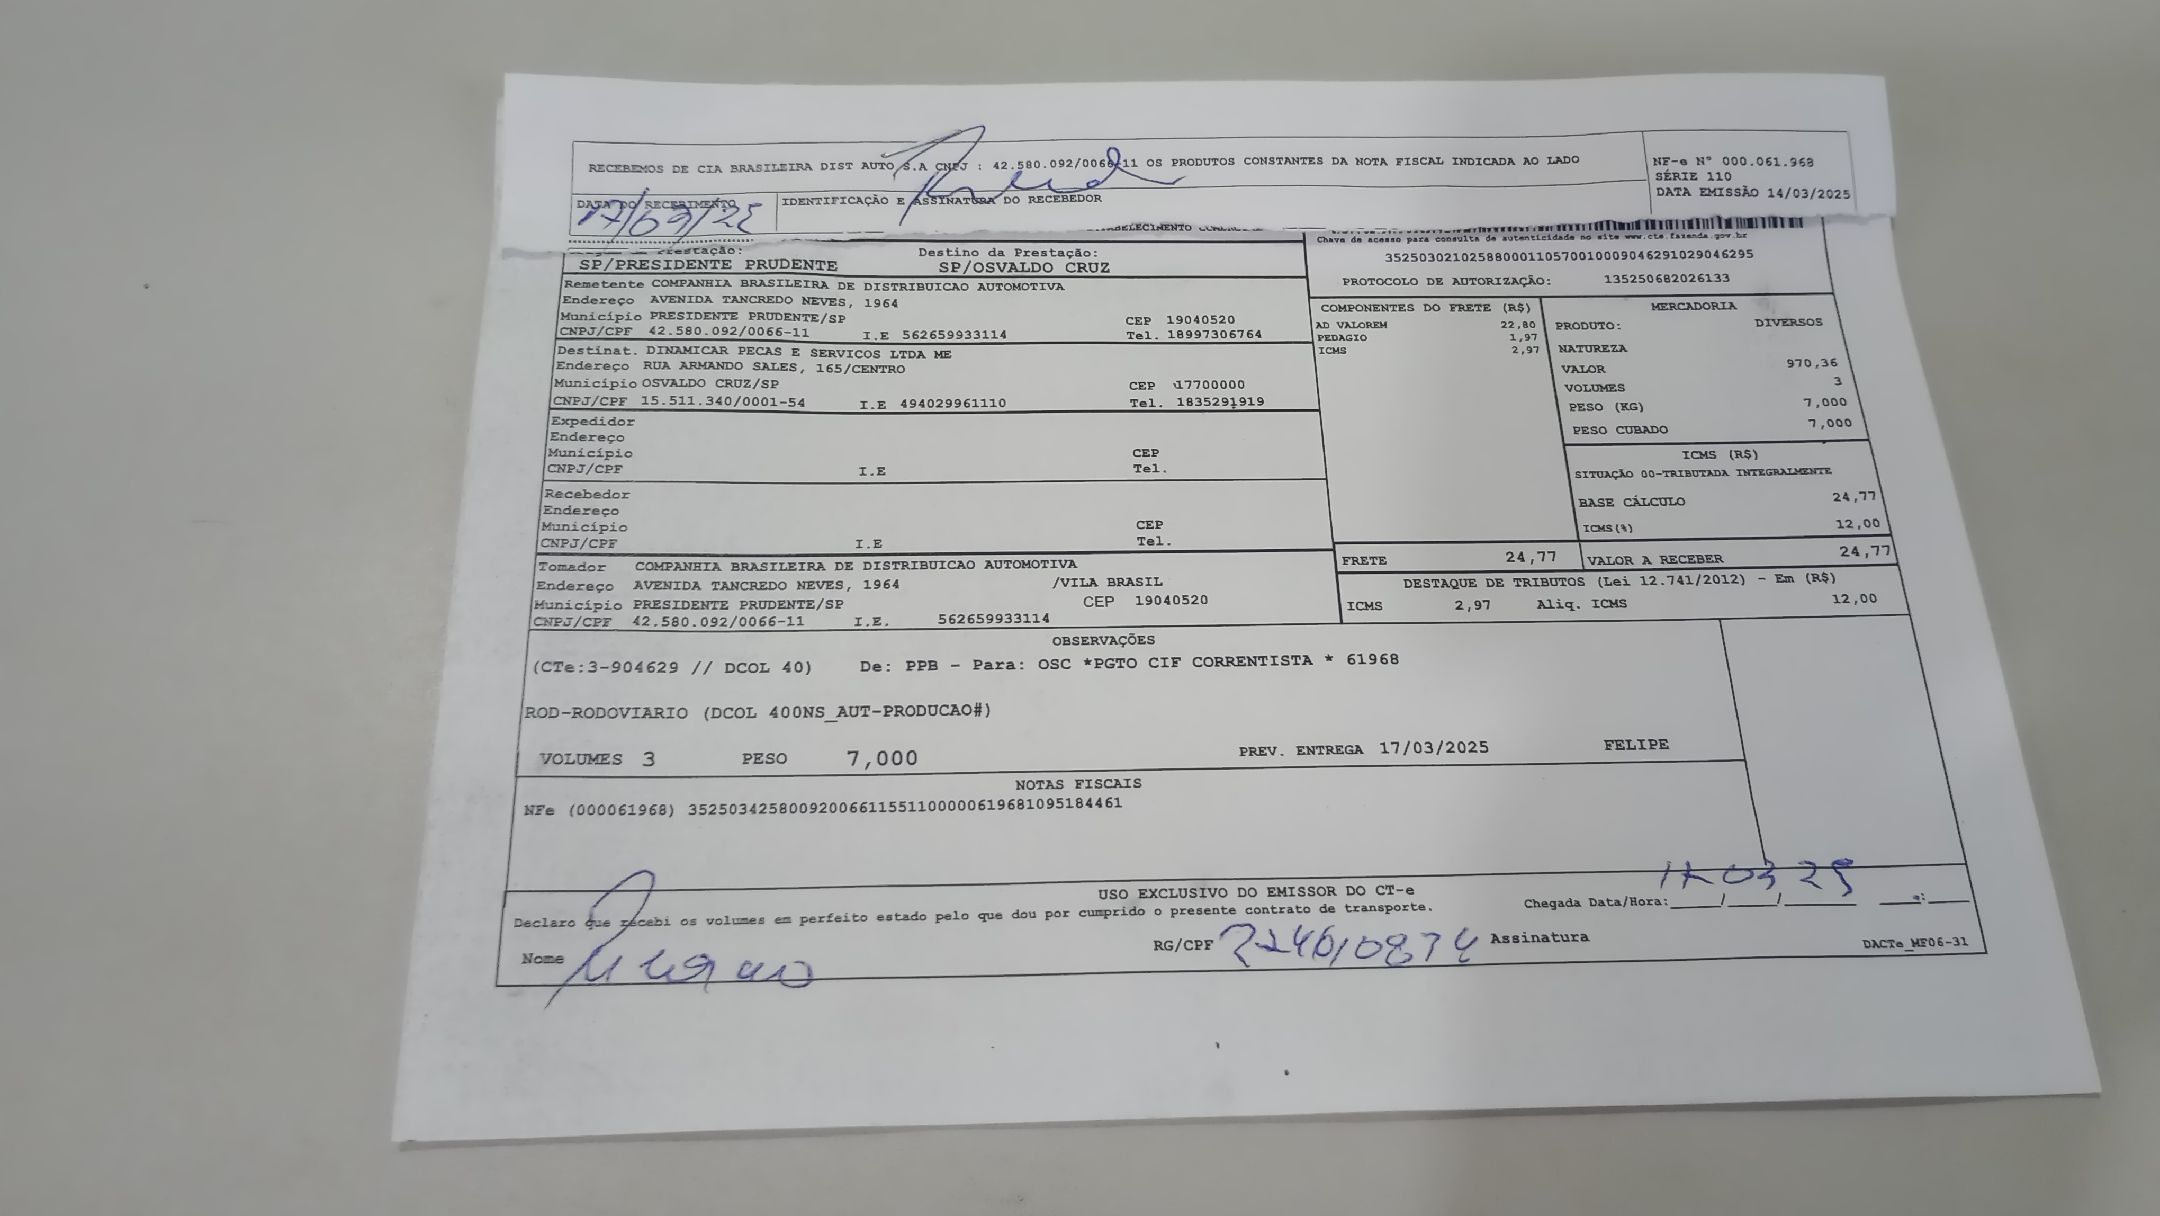 RECEBEMOS DE CIA BRASILEIRA DIST AUTO S.A CNPJ : 42.580.092/0066-11 OS PRODUTOS CONSTANTES DA NOTA FISCAL INDICADA AO LADO
NF-e N° 000.061.968
SÉRIE 110
DATA EMISSÃO 14/03/2025
DATA DO RECEBIMENTO
17/03/25
IDENTIFICAÇÃO E ASSINATURA DO RECEBEDOR
Prestação:
SP/PRESIDENTE PRUDENTE
Destino da Prestação:
SP/OSVALDO CRUZ
Chave de acesso para consulta de autenticidade no site www.cte.fazenda.gov.br
35250302102588000110570010009046291029046295
PROTOCOLO DE AUTORIZAÇÃO: 135250682026133
Remetente COMPANHIA BRASILEIRA DE DISTRIBUICAO AUTOMOTIVA
Endereço AVENIDA TANCREDO NEVES, 1964
Município PRESIDENTE PRUDENTE/SP CEP 19040520
CNPJ/CPF 42.580.092/0066-11 I.E 562659933114 Tel. 18997306764
Destinat. DINAMICAR PECAS E SERVICOS LTDA ME
Endereço RUA ARMANDO SALES, 165/CENTRO
Município OSVALDO CRUZ/SP CEP 17700000
CNPJ/CPF 15.511.340/0001-54 I.E 494029961110 Tel. 1835291919
Expedidor
Endereço
Município CEP
CNPJ/CPF I.E Tel.
Recebedor
Endereço
Município CEP
CNPJ/CPF I.E Tel.
Tomador COMPANHIA BRASILEIRA DE DISTRIBUICAO AUTOMOTIVA
Endereço AVENIDA TANCREDO NEVES, 1964 /VILA BRASIL
Município PRESIDENTE PRUDENTE/SP CEP 19040520
CNPJ/CPF 42.580.092/0066-11 I.E. 562659933114
COMPONENTES DO FRETE (R$)
AD VALOREM 22,80
PEDAGIO 1,97
ICMS 2,97
MERCADORIA
PRODUTO: DIVERSOS
NATUREZA
VALOR 970,36
VOLUMES 3
PESO (KG) 7,000
PESO CUBADO 7,000
ICMS (R$)
SITUAÇÃO 00-TRIBUTADA INTEGRALMENTE
BASE CÁLCULO 24,77
ICMS(%) 12,00
FRETE 24,77
VALOR A RECEBER 24,77
DESTAQUE DE TRIBUTOS (Lei 12.741/2012) - Em (R$)
ICMS 2,97 Aliq. ICMS 12,00
OBSERVAÇÕES
(CTe:3-904629 // DCOL 40) De: PPB - Para: OSC *PGTO CIF CORRENTISTA * 61968
ROD-RODOVIARIO (DCOL 400NS_AUT-PRODUCAO#)
VOLUMES 3 PESO 7,000 PREV. ENTREGA 17/03/2025 FELIPE
NOTAS FISCAIS
NFe (000061968) 35250342580092006611551100000619681095184461
USO EXCLUSIVO DO EMISSOR DO CT-e
Declaro que recebi os volumes em perfeito estado pelo que dou por cumprido o presente contrato de transporte.
Chegada Data/Hora: 17 03 25
Nome
RG/CPF
Assinatura
DACTe_MF06-31